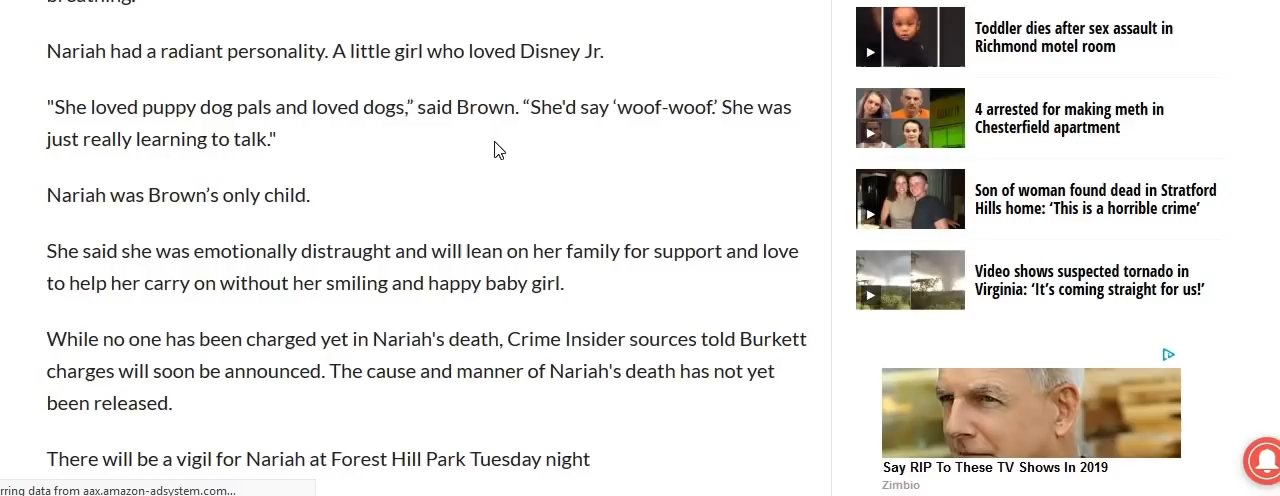 Nariah had a radiant personality. A little girl who loved Disney Jr.
"She loved puppy dog pals and loved dogs,” said Brown. “She'd say ‘woof-woof.’ She was
just really learning to talk."
Nariah was Brown’s only child.
She said she was emotionally distraught and will lean on her family for support and love
to help her carry on without her smiling and happy baby girl.
While no one has been charged yet in Nariah's death, Crime Insider sources told Burkett
charges will soon be announced. The cause and manner of Nariah's death has not yet
been released.
There will be a vigil for Nariah at Forest Hill Park Tuesday night
rring data from aax.amazon-adsystem.com...
Toddler dies after sex assault in
Richmond motel room
4 arrested for making meth in
Chesterfield apartment
Son of woman found dead in Stratford
Hills home: ‘This is a horrible crime’
Video shows suspected tornado in
Virginia: ‘It’s coming straight for us!’
Say RIP To These TV Shows In 2019
Zimbio